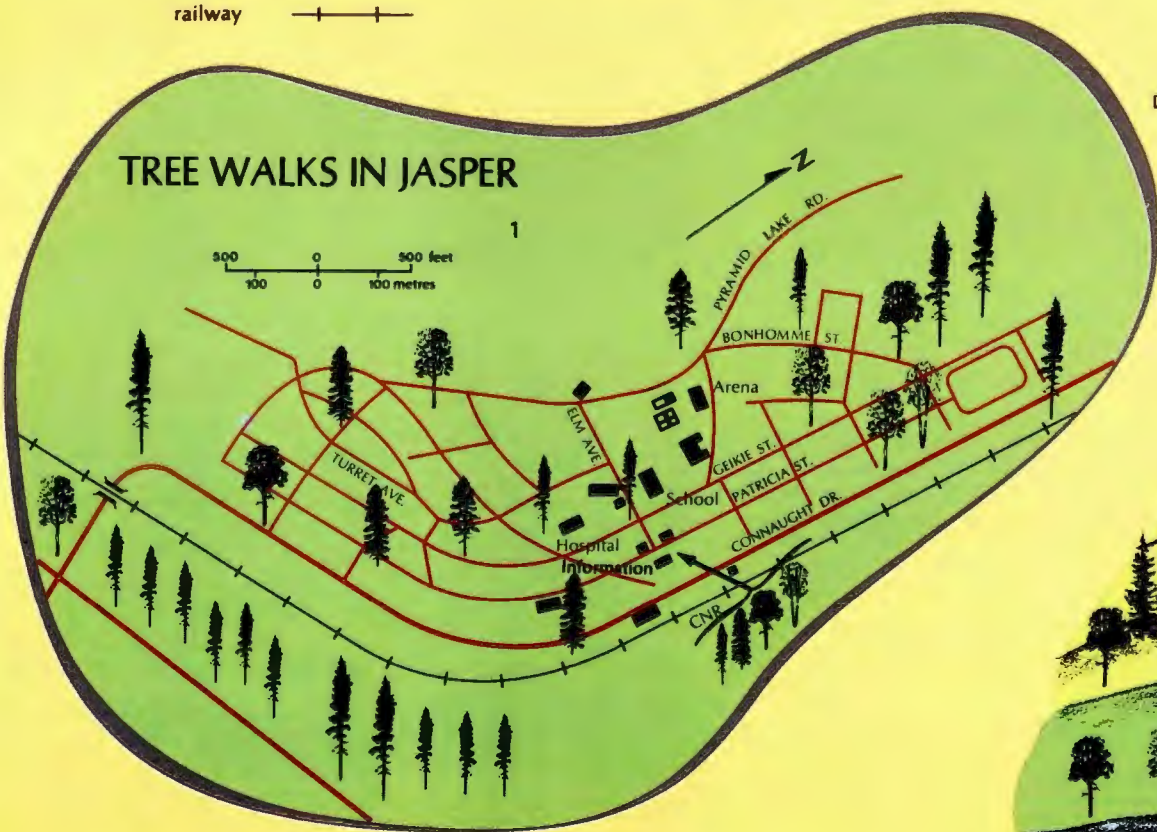 railway
TREE WALKS IN JASPER
1
N
500 0 500 feet
100 0 100 metres
PYRAMID LAKE RD.
BONHOMME ST.
Arena
ELM AVE.
GEIKIE ST.
TURRET AVE.
School
PATRICIA ST.
CONNAUGHT DR.
Hospital
Information
CNR